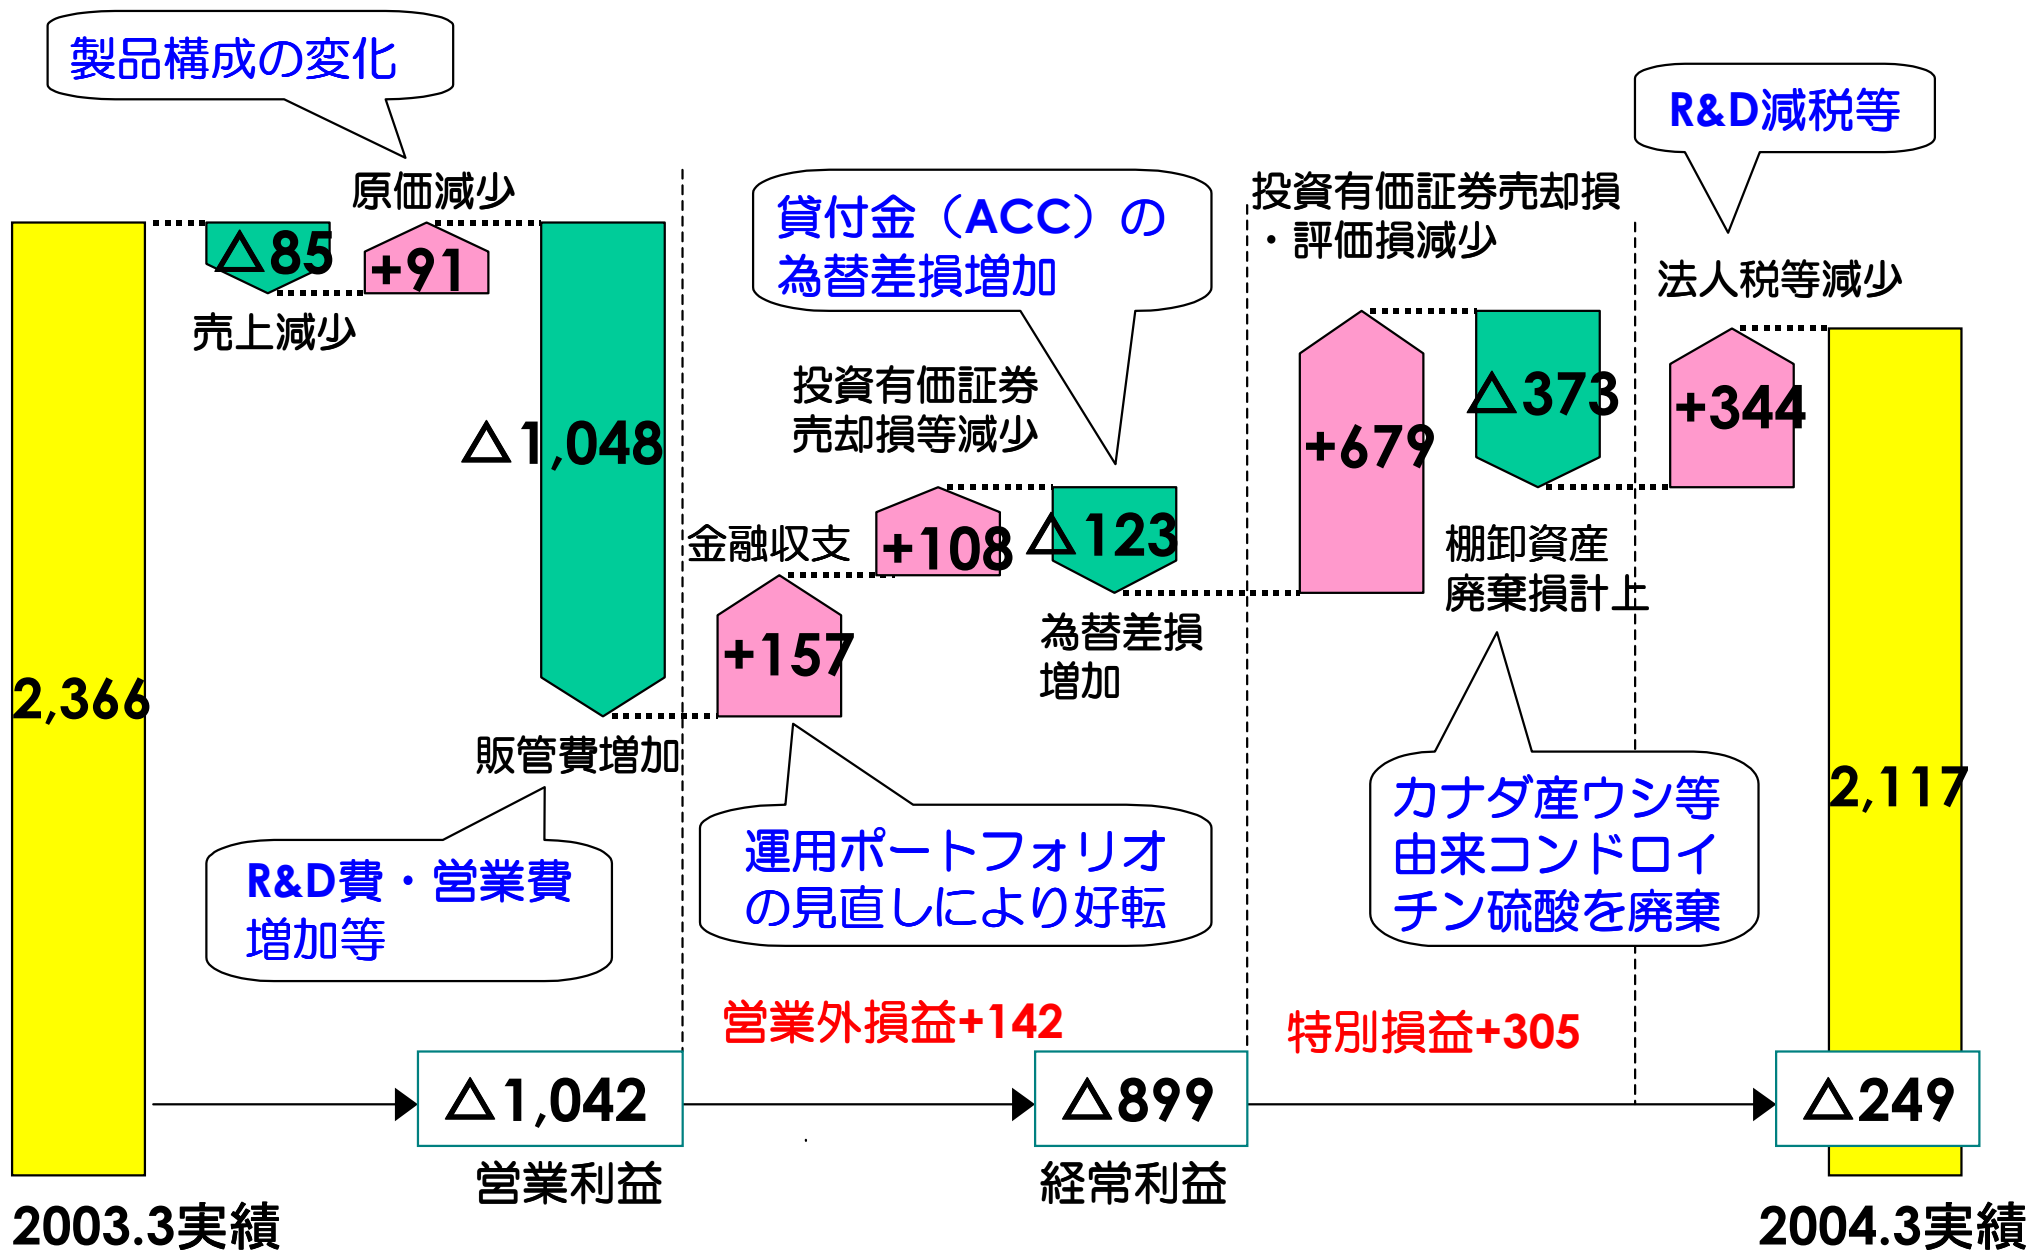 製品構成の変化
原価減少
△85
+91
売上減少
△1,048
販管費増加
R&D費・営業費
増加等
2,366
2003.3実績
貸付金（ACC）の
為替差損増加
投資有価証券
売却損等減少
金融収支
+157
+108
△123
為替差損
増加
運用ポートフォリオ
の見直しにより好転
営業外損益+142
投資有価証券売却損
・評価損減少
+679
△373
棚卸資産
廃棄損計上
カナダ産ウシ等
由来コンドロイ
チン硫酸を廃棄
特別損益+305
R&D減税等
法人税等減少
+344
2,117
△1,042
営業利益
△899
経常利益
△249
2004.3実績